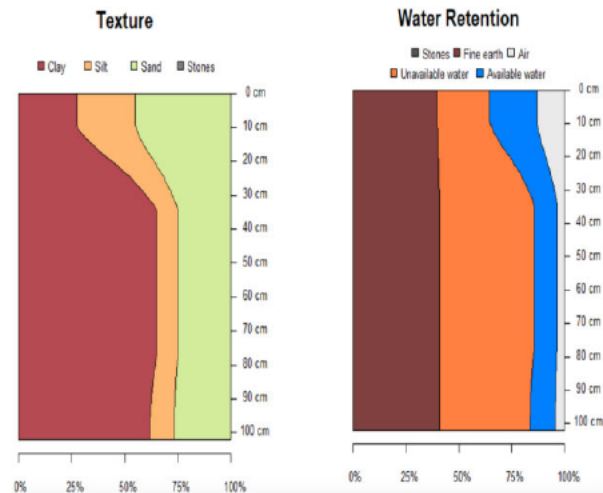 Texture
Clay Silt Sand Stones
0 cm
10 cm
20 cm
30 cm
40 cm
50 cm
60 cm
70 cm
80 cm
90 cm
100 cm
0% 25% 50% 75% 100%
Water Retention
Stones Fine earth Air
Unavailable water Available water
0 cm
10 cm
20 cm
30 cm
40 cm
50 cm
60 cm
70 cm
80 cm
90 cm
100 cm
0% 25% 50% 75% 100%